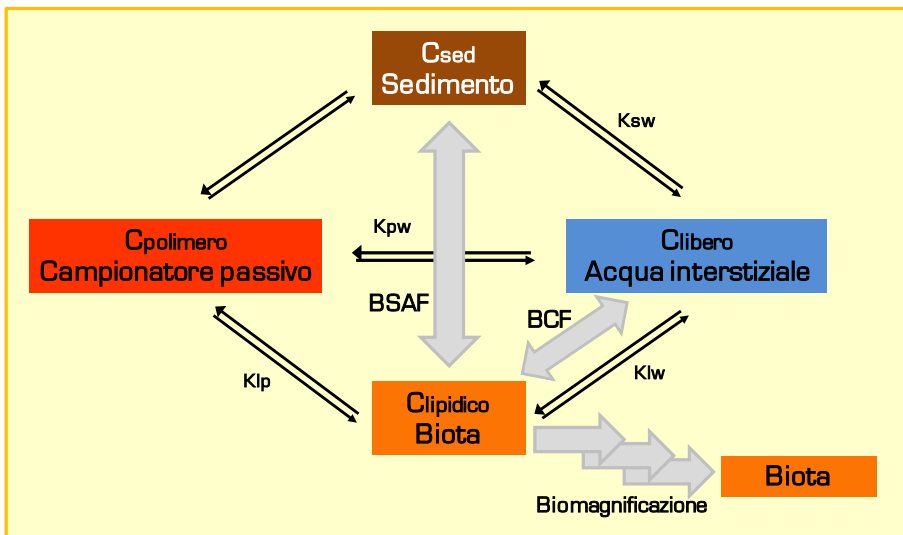 Csed
Sedimento
Ksw
Cpolimero
Campionatore passivo
Kpw
Clibero
Acqua interstiziale
BSAF
BCF
Klp
Klw
Clipidico
Biota
Biota
Biomagnificazione